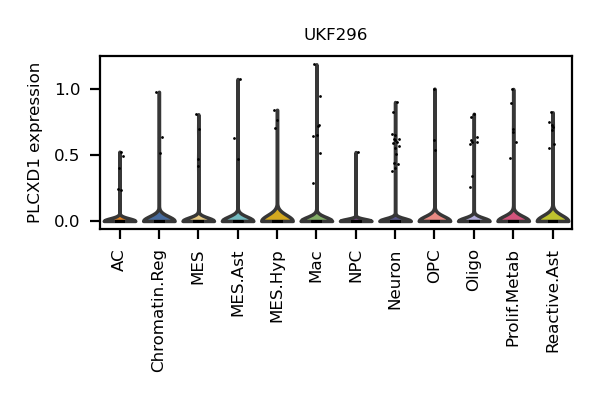 UKF296
PLCXD1 expression
1.0
0.5
0.0
AC
Chromatin.Reg
MES
MES.Ast
MES.Hyp
Mac
NPC
Neuron
OPC
Oligo
Prolif.Metab
Reactive.Ast